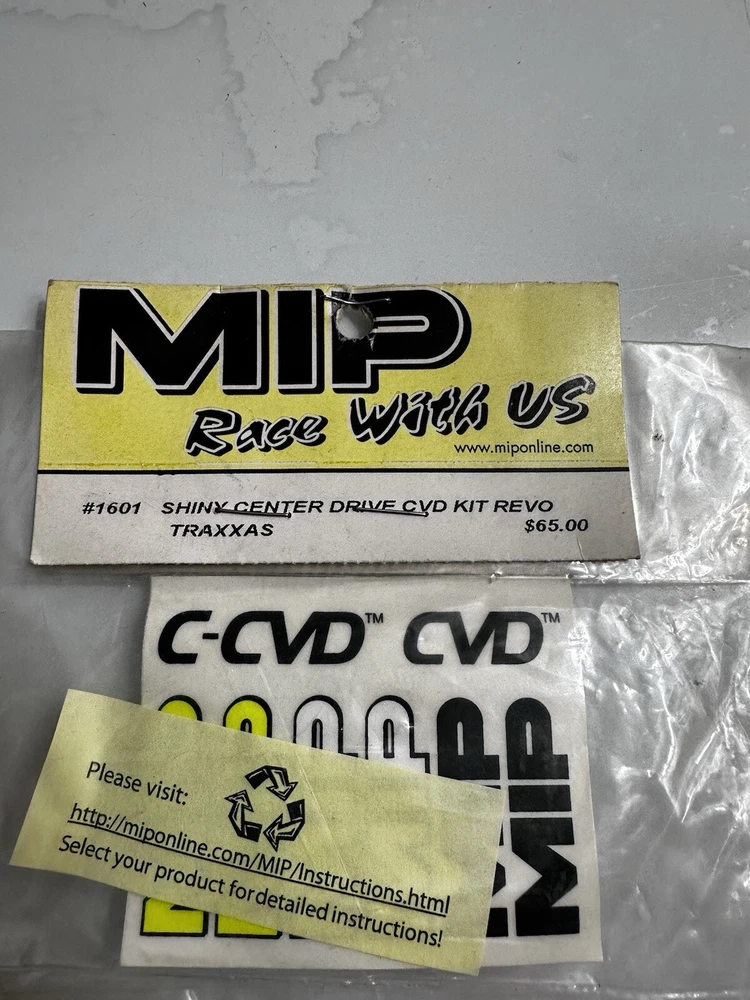 MIP
Race With US
www.miponline.com
#1601 SHINY CENTER DRIVE CVD KIT REVO
TRAXXAS $65.00
C-CVD™ CVD™
MIP
Please visit:
http://miponline.com/MIP/Instructions.html
Select your product for detailed instructions!